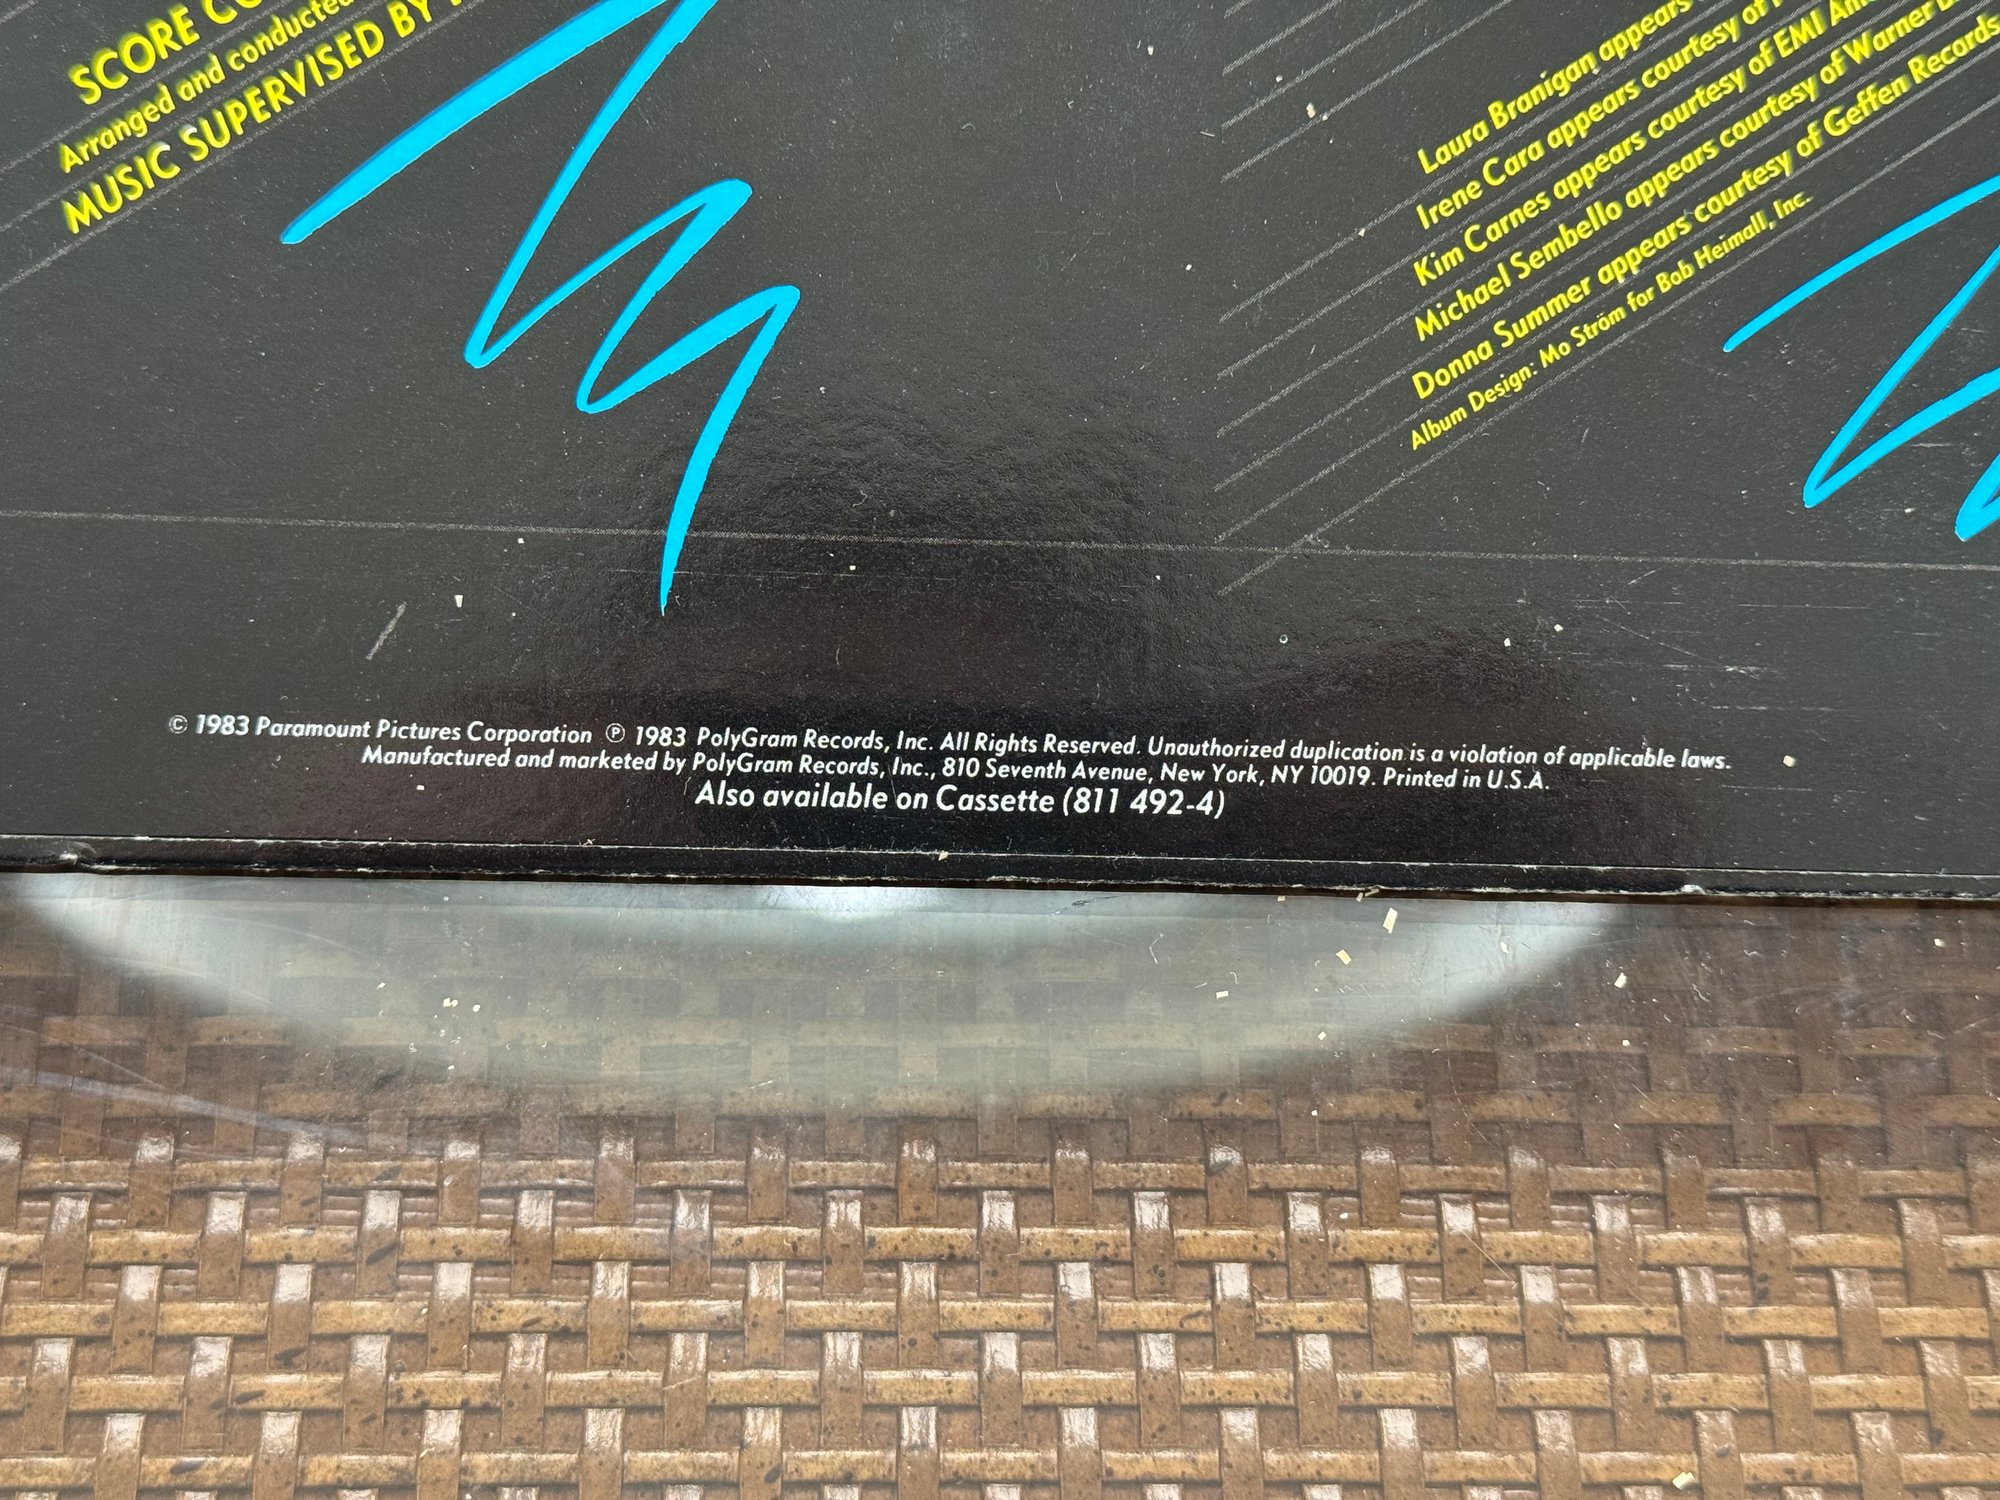 SCORE
Arranged and conducted
MUSIC SUPERVISED BY
Laura Branigan appears
Irene Cara appears courtesy of
Kim Carnes appears courtesy of EMI
Michael Sembello appears courtesy of Warner
Donna Summer appears courtesy of Geffen Records
Album Design: Mo Ström for Bob Heimall, Inc.
© 1983 Paramount Pictures Corporation ℗ 1983 PolyGram Records, Inc. All Rights Reserved. Unauthorized duplication is a violation of applicable laws.
Manufactured and marketed by PolyGram Records, Inc., 810 Seventh Avenue, New York, NY 10019. Printed in U.S.A.
Also available on Cassette (811 492-4)